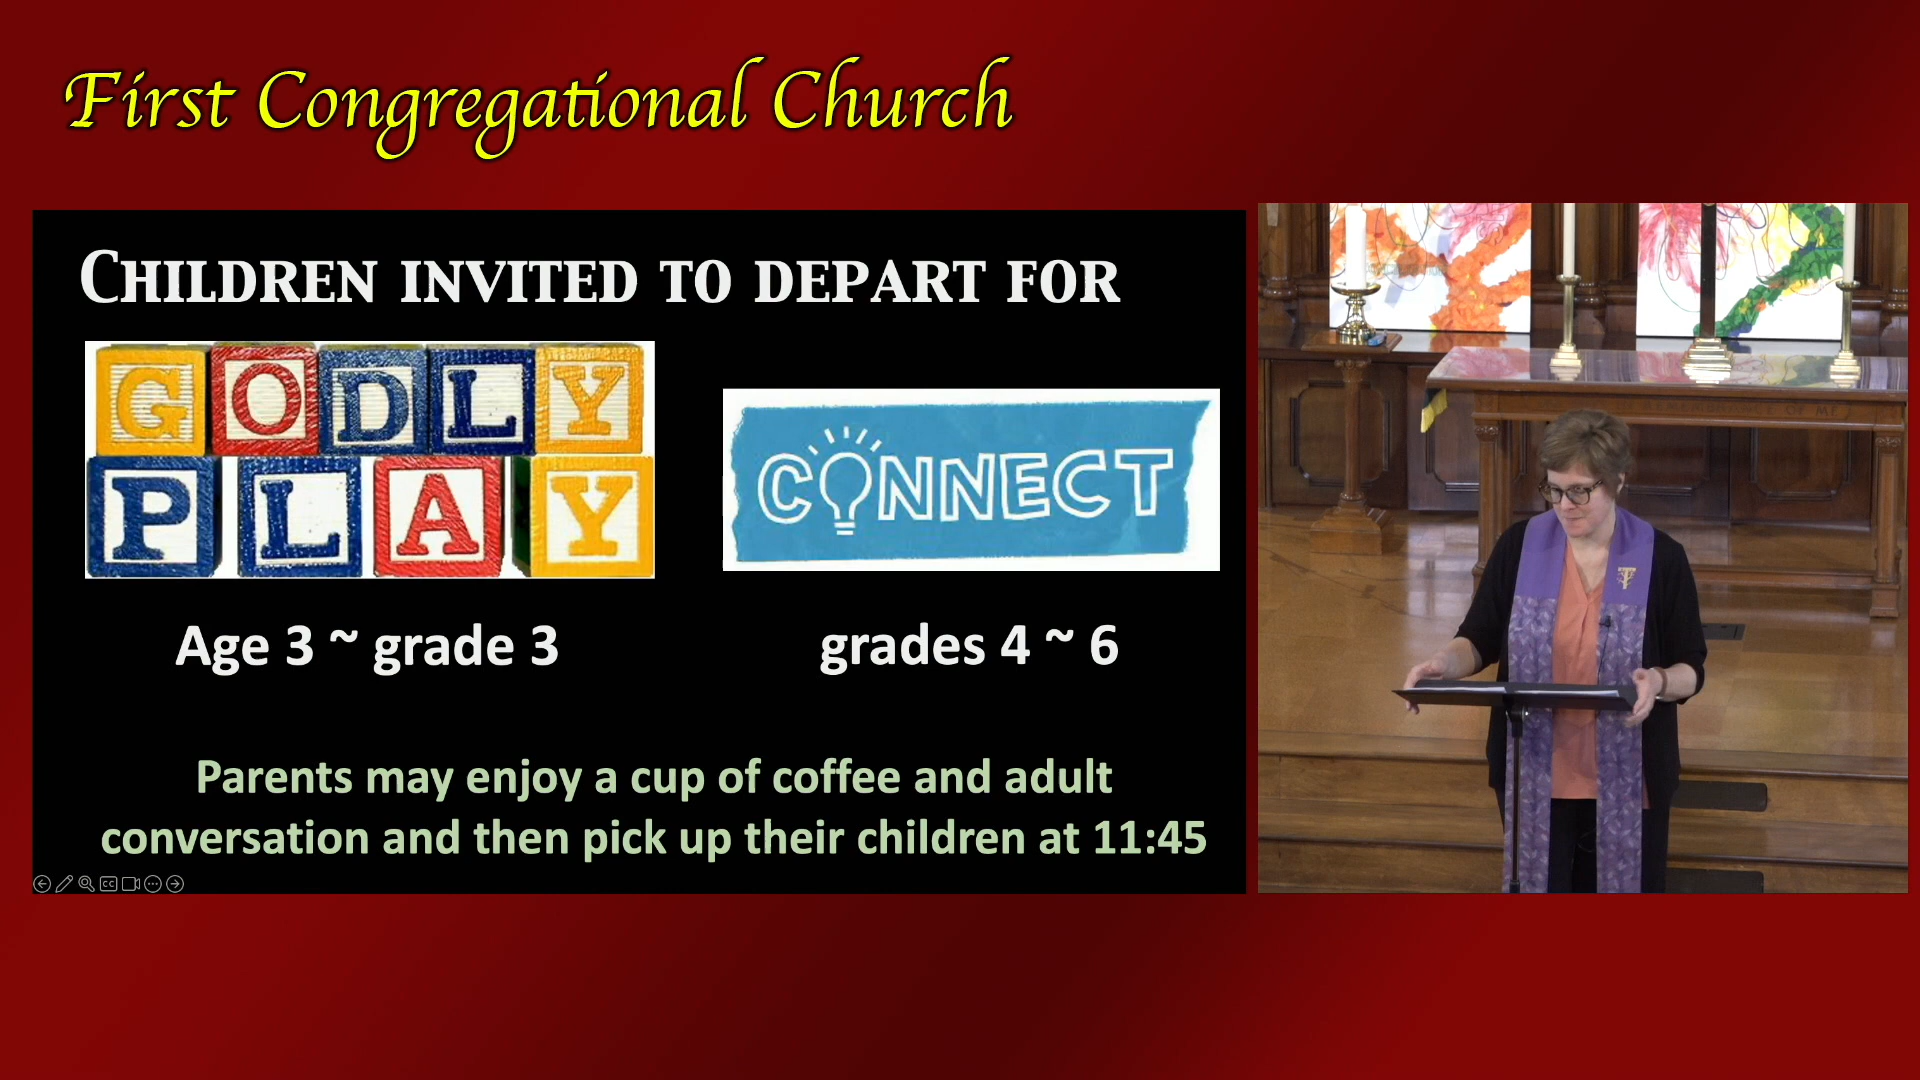 First Congregational Church
Children invited to depart for
GODLY
PLAY
CONNECT
Age 3 ~ grade 3
grades 4 ~ 6
Parents may enjoy a cup of coffee and adult
conversation and then pick up their children at 11:45
CC